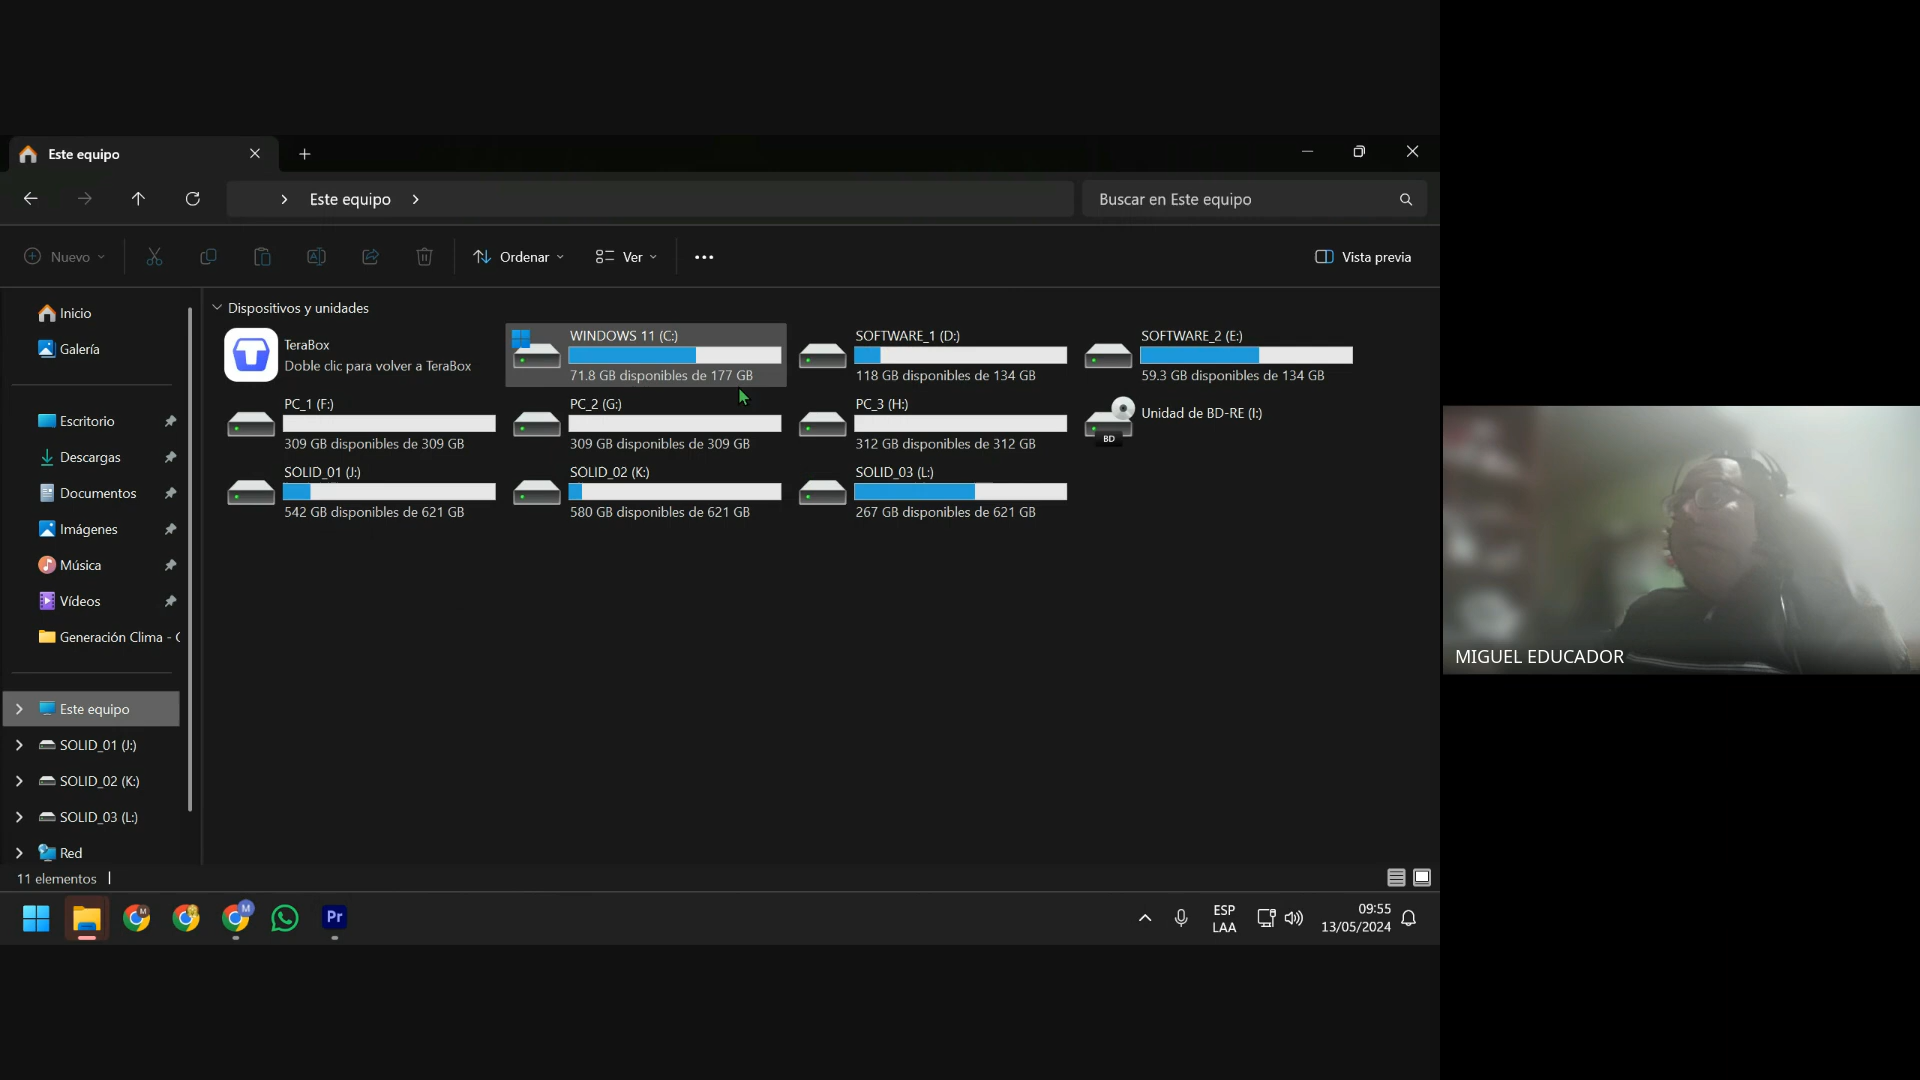 Este equipo
Este equipo
Buscar en Este equipo
Nuevo
Ordenar
Ver
Vista previa
Inicio
Galería
Escritorio
Descargas
Documentos
Imágenes
Música
Vídeos
Generación Clima - C
Este equipo
SOLID_01 (J:)
SOLID_02 (K:)
SOLID_03 (L:)
Red
Dispositivos y unidades
TeraBox
Doble clic para volver a TeraBox
WINDOWS 11 (C:)
71.8 GB disponibles de 177 GB
SOFTWARE_1 (D:)
118 GB disponibles de 134 GB
SOFTWARE_2 (E:)
59.3 GB disponibles de 134 GB
PC_1 (F:)
309 GB disponibles de 309 GB
PC_2 (G:)
309 GB disponibles de 309 GB
PC_3 (H:)
312 GB disponibles de 312 GB
BD
Unidad de BD-RE (I:)
SOLID_01 (J:)
542 GB disponibles de 621 GB
SOLID_02 (K:)
580 GB disponibles de 621 GB
SOLID_03 (L:)
267 GB disponibles de 621 GB
11 elementos
M
M
Pr
ESP
LAA
09:55
13/05/2024
MIGUEL EDUCADOR